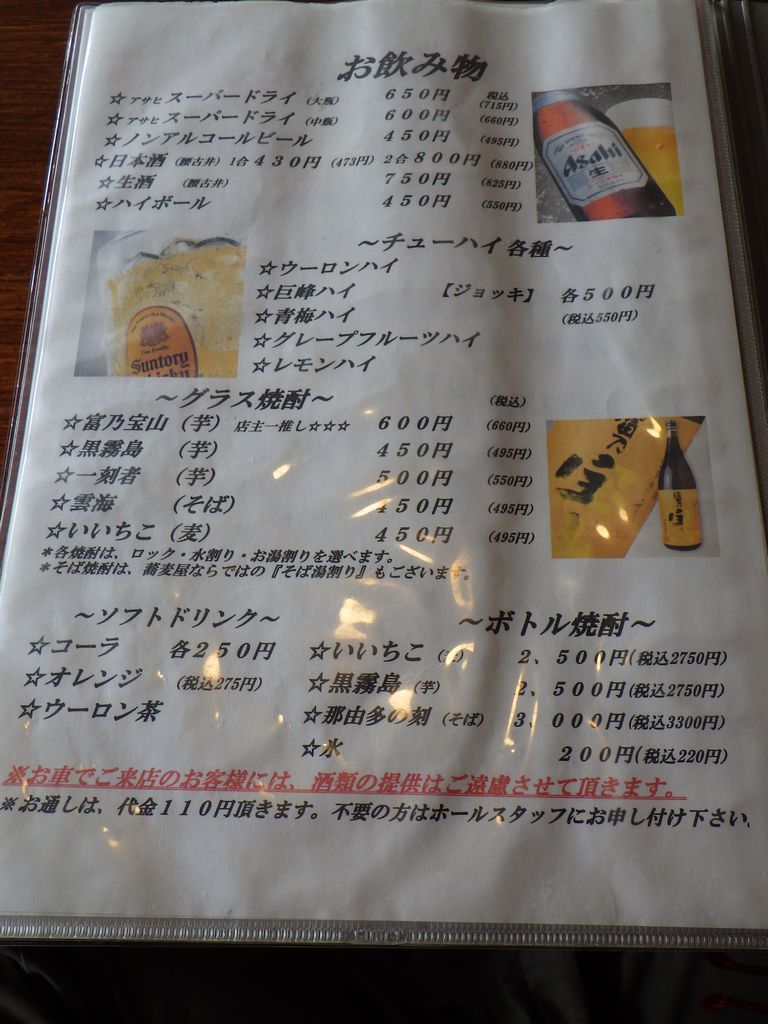 お飲み物
☆アサヒ スーパードライ (大瓶) 650円 税込 (715円)
☆アサヒ スーパードライ (中瓶) 600円 (660円)
☆ノンアルコールビール 450円 (495円)
☆日本酒 (腰古井) 1合 430円 (473円) 2合 800円 (880円)
☆生酒 (腰古井) 750円 (825円)
☆ハイボール 450円 (550円)
Asahi
生
～チューハイ各種～
☆ウーロンハイ
☆巨峰ハイ 【ジョッキ】 各500円
☆青梅ハイ (税込550円)
☆グレープフルーツハイ
☆レモンハイ
Suntory
～グラス焼酎～ (税込)
☆富乃宝山 (芋) 店主一推し☆☆☆ 600円 (660円)
☆黒霧島 (芋) 450円 (495円)
☆一刻者 (芋) 500円 (550円)
☆雲海 (そば) 450円 (495円)
☆いいちこ (麦) 450円 (495円)
＊各焼酎は、ロック・水割り・お湯割りを選べます。
＊そば焼酎は、蕎麦屋ならではの『そば湯割り』もございます。
～ソフトドリンク～
☆コーラ 各250円
☆オレンジ (税込275円)
☆ウーロン茶
～ボトル焼酎～
☆いいちこ 2、500円(税込2750円)
☆黒霧島 (芋) 2、500円(税込2750円)
☆那由多の刻 (そば) 3、000円(税込3300円)
☆氷 200円(税込220円)
※お車でご来店のお客様には、酒類の提供はご遠慮させて頂きます。
※お通しは、代金110円頂きます。不要の方はホールスタッフにお申し付け下さい。